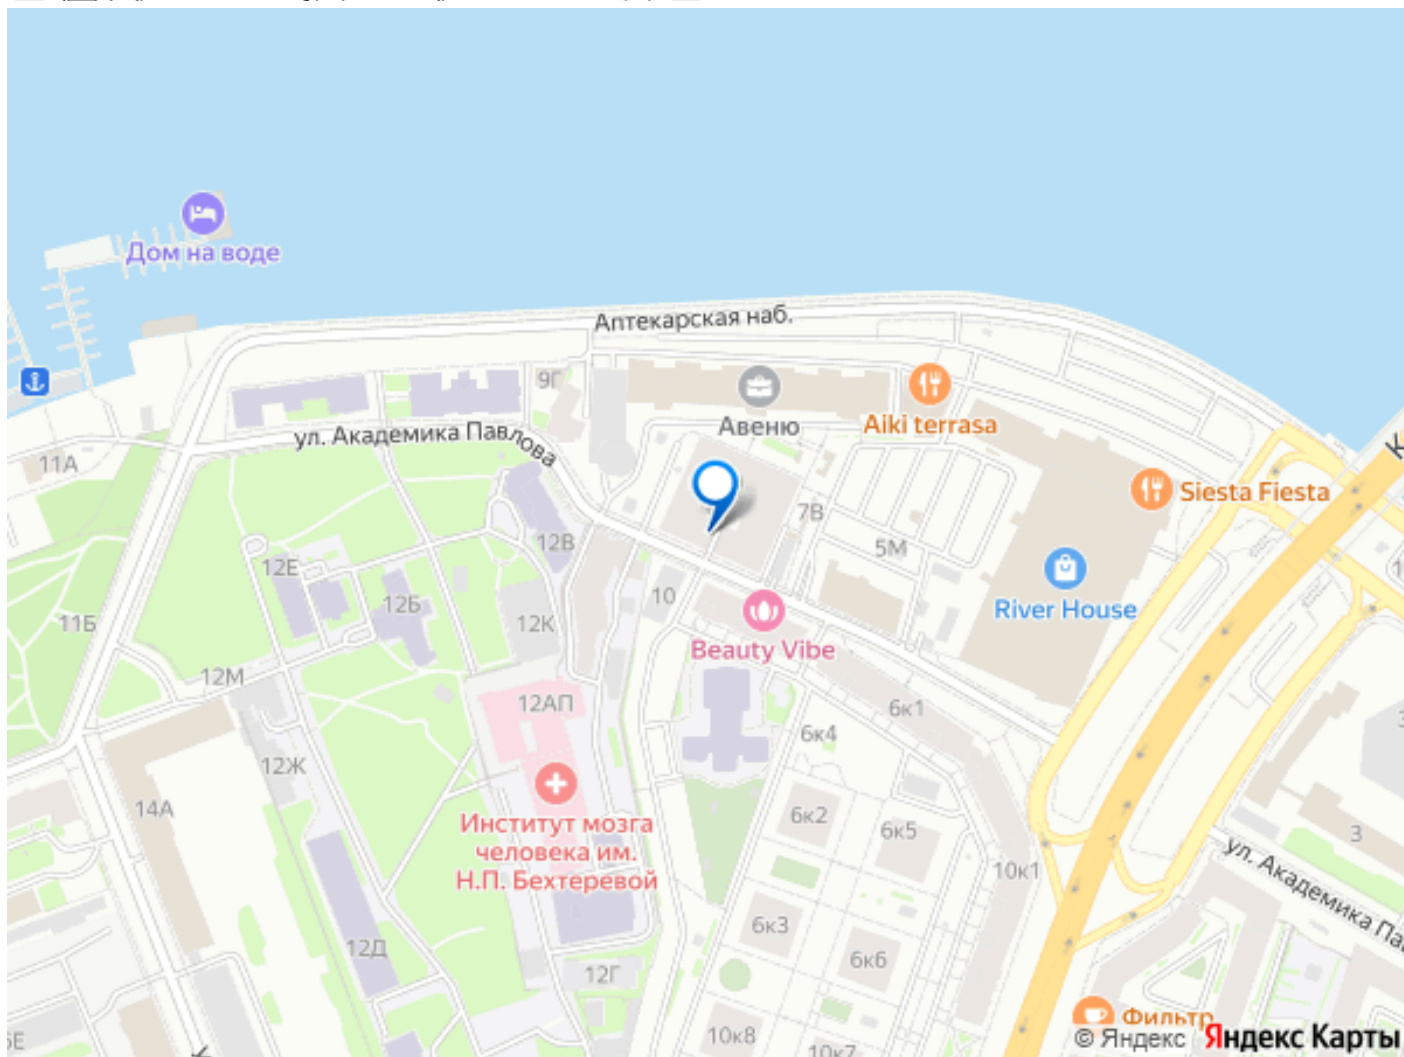 Дом на воде
Аптекарская наб.
9Г
Авеню
Aiki terrasa
ул. Академика Павлова
11А
Siesta Fiesta
7В
12В
5М
12Е
River House
12Б
10
11Б
12К
Beauty Vibe
12М
12АП
6к1
6к4
12Ж
14А
6к2
6к5
3
Институт мозга
человека им.
Н.П. Бехтеревой
10к1
ул. Академика Па
6к3
12Д
6к6
12Г
Фильтр
10к8
10к7
© Яндекс Яндекс Карты